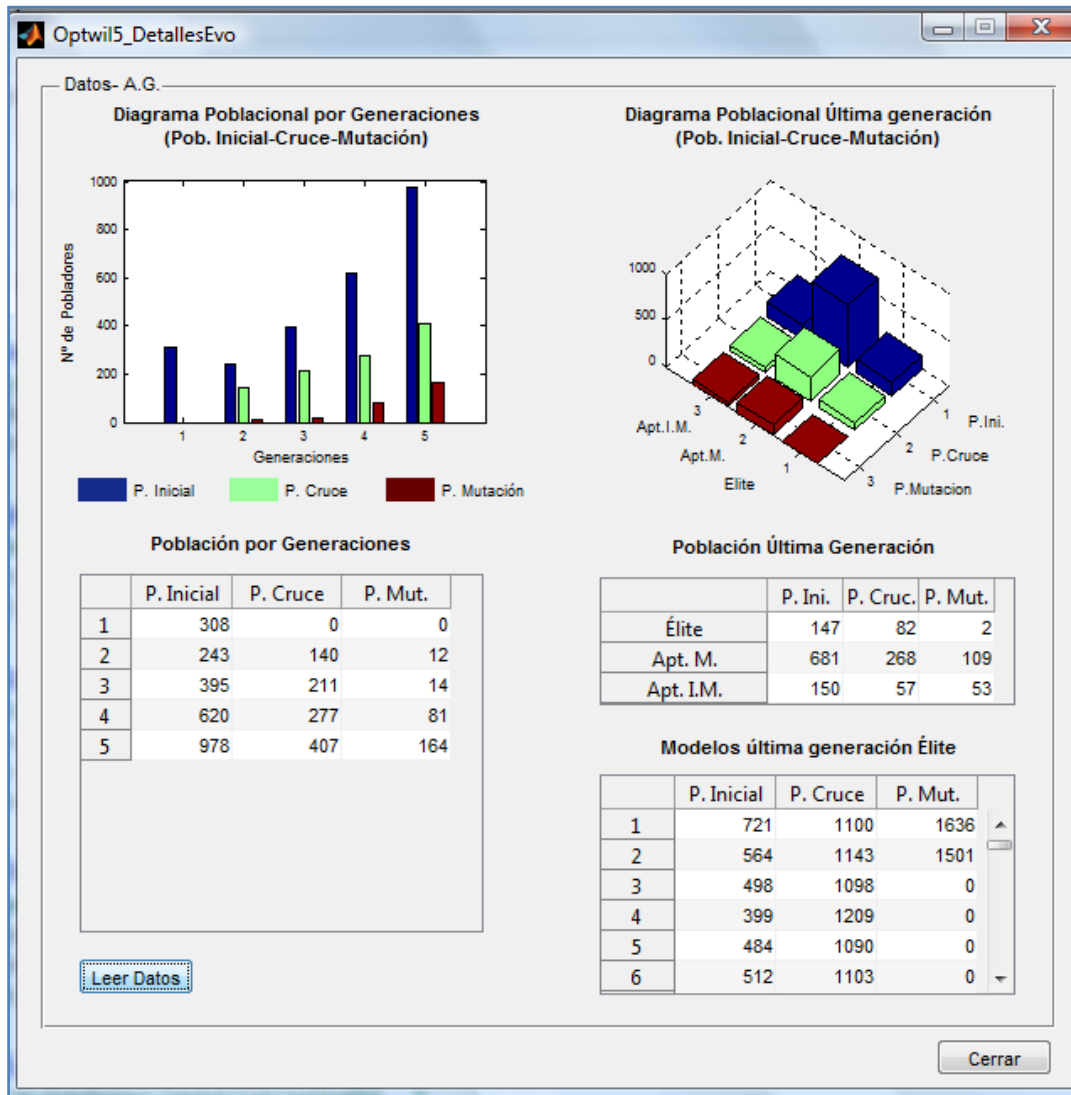 Optwil5_DetallesEvo
Datos- A.G.
Diagrama Poblacional por Generaciones
(Pob. Inicial-Cruce-Mutación)
1000
800
600
400
200
0
Nº de Pobladores
1 2 3 4 5
Generaciones
P. Inicial P. Cruce P. Mutación
Diagrama Poblacional Última generación
(Pob. Inicial-Cruce-Mutación)
1000
500
0
3 2 1
Apt.I.M.
Apt.M.
Elite
1 P.Ini.
2 P.Cruce
3 P.Mutacion
Población por Generaciones
P. Inicial P. Cruce P. Mut.
1 308 0 0
2 243 140 12
3 395 211 14
4 620 277 81
5 978 407 164
Leer Datos
Población Última Generación
P. Ini. P. Cruc. P. Mut.
Élite 147 82 2
Apt. M. 681 268 109
Apt. I.M. 150 57 53
Modelos última generación Élite
P. Inicial P. Cruce P. Mut.
1 721 1100 1636
2 564 1143 1501
3 498 1098 0
4 399 1209 0
5 484 1090 0
6 512 1103 0
Cerrar